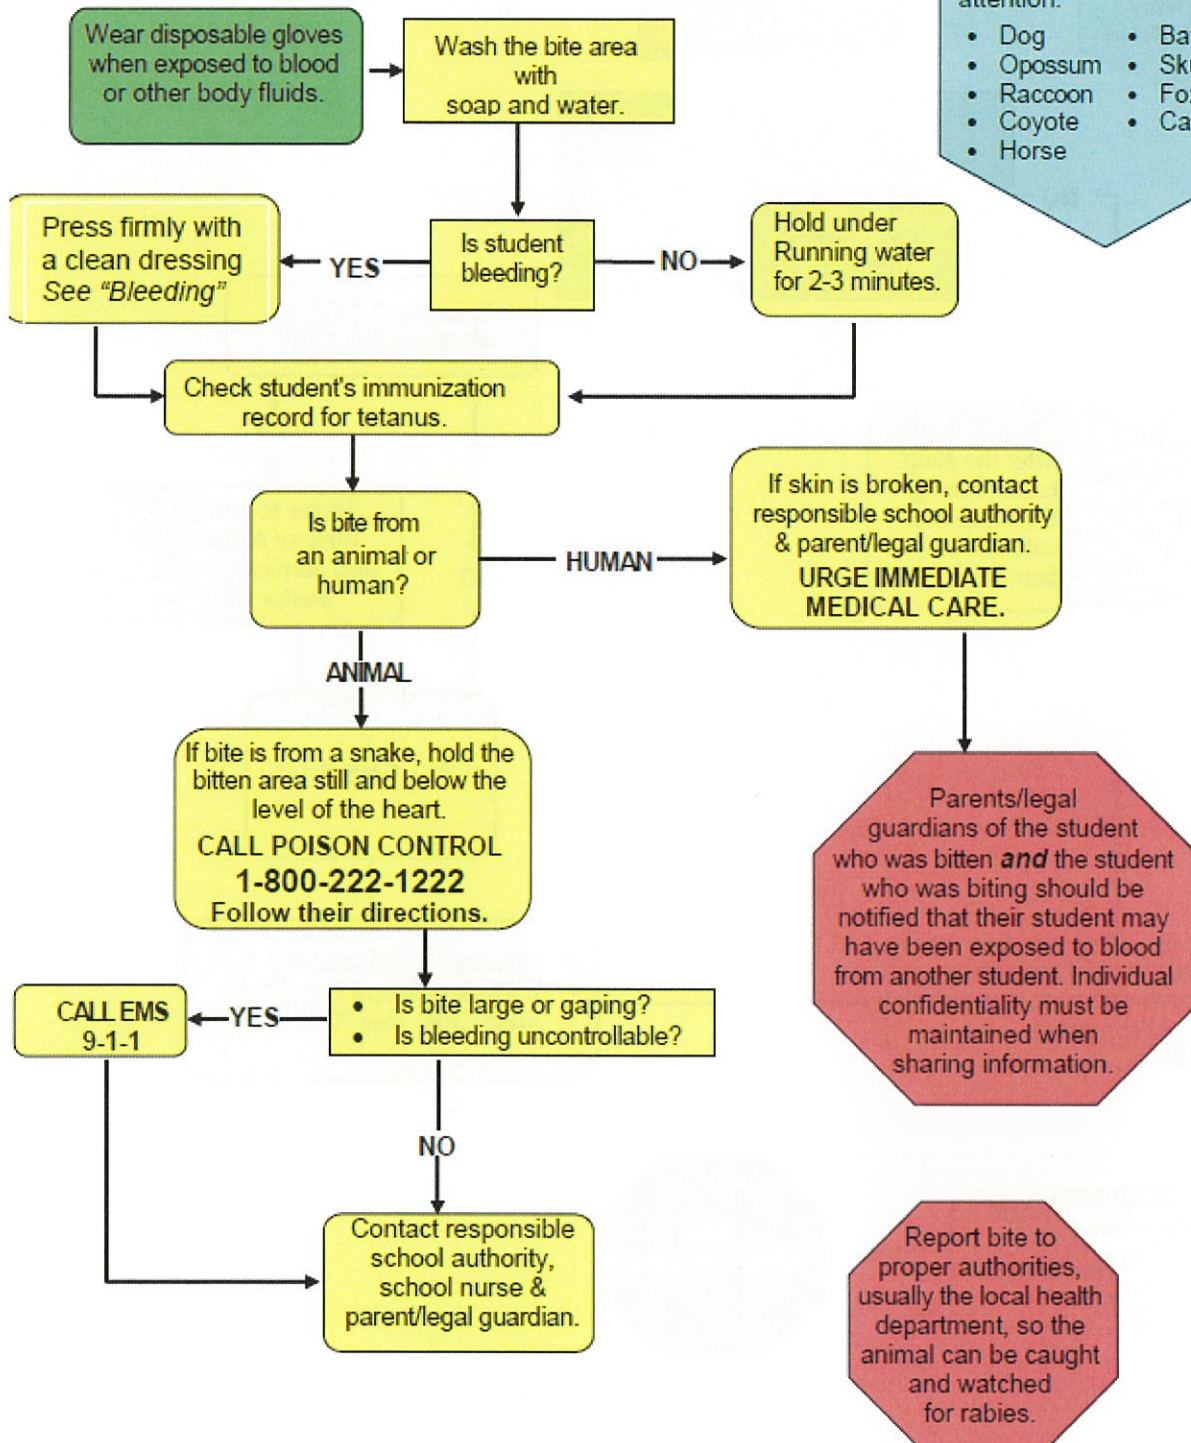 Wear disposable gloves
when exposed to blood
or other body fluids.
Wash the bite area
with
soap and water.
attention.
• Dog
• Opossum
• Raccoon
• Coyote
• Horse
Press firmly with
a clean dressing
See "Bleeding"
YES
Is student
bleeding?
NO
Hold under
Running water
for 2-3 minutes.
Check student's immunization
record for tetanus.
Is bite from
an animal or
human?
HUMAN
If skin is broken, contact
responsible school authority
& parent/legal guardian.
URGE IMMEDIATE
MEDICAL CARE.
ANIMAL
If bite is from a snake, hold the
bitten area still and below the
level of the heart.
CALL POISON CONTROL
1-800-222-1222
Follow their directions.
Parents/legal
guardians of the student
who was bitten and the student
who was biting should be
notified that their student may
have been exposed to blood
from another student. Individual
confidentiality must be
maintained when
sharing information.
CALL EMS
9-1-1
YES
• Is bite large or gaping?
• Is bleeding uncontrollable?
NO
Contact responsible
school authority,
school nurse &
parent/legal guardian.
Report bite to
proper authorities,
usually the local health
department, so the
animal can be caught
and watched
for rabies.